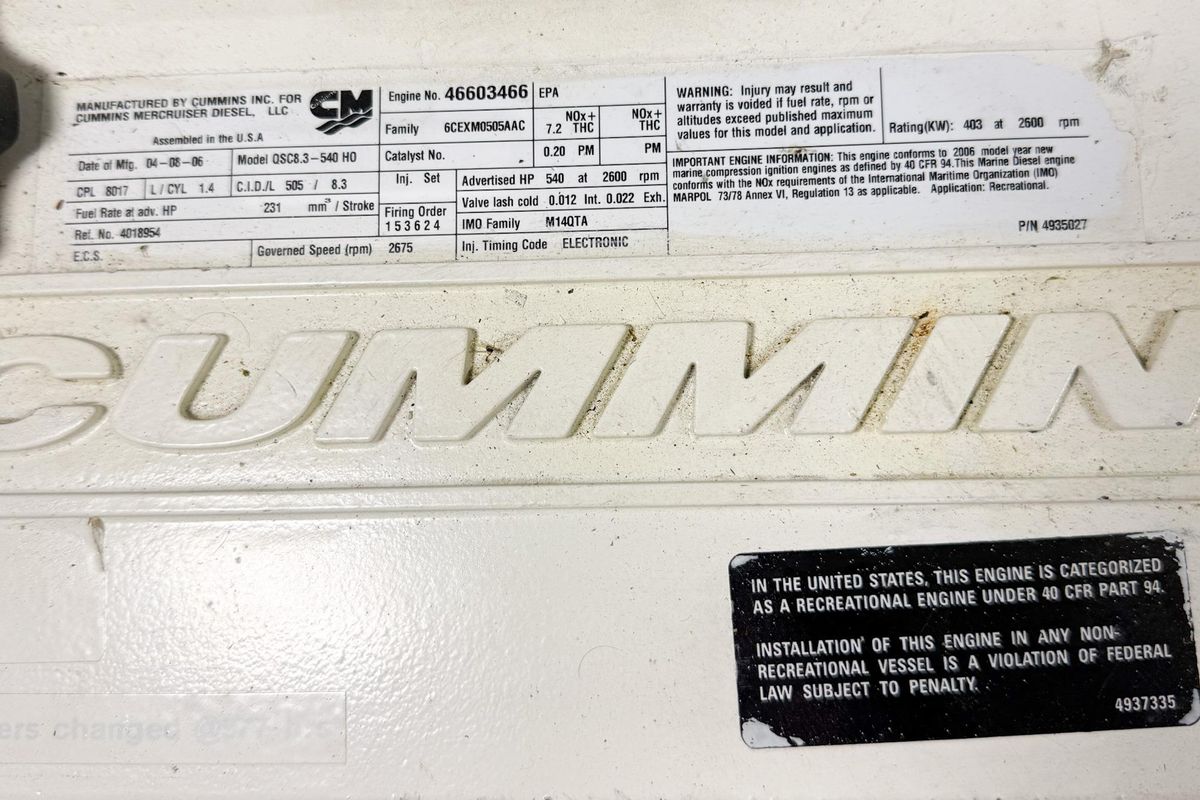 MANUFACTURED BY CUMMINS INC. FOR
CUMMINS MERCRUISER DIESEL, LLC
CM
Assembled in the U.S.A
Date of Mfg. 04-08-06
Model QSC8.3-540 HO
CPL 8017
L / CYL 1.4
C.I.D./L 505 / 8.3
Fuel Rate at adv. HP 231 mm³ / Stroke
Ref. No. 4018954
E.C.S.
Governed Speed (rpm) 2675
Engine No. 46603466
Family 6CEXM0505AAC
Catalyst No.
EPA
7.2 NOx+ THC
NOx+ THC
0.20 PM
PM
Inj. Set
Firing Order
153624
Advertised HP 540 at 2600 rpm
Valve lash cold 0.012 Int. 0.022 Exh.
IMO Family M14QTA
Inj. Timing Code ELECTRONIC
WARNING: Injury may result and
warranty is voided if fuel rate, rpm or
altitudes exceed published maximum
values for this model and application.
Rating(KW): 403 at 2600 rpm
IMPORTANT ENGINE INFORMATION: This engine conforms to 2006 model year new
marine compression ignition engines as defined by 40 CFR 94.This Marine Diesel engine
conforms with the NOx requirements of the International Maritime Organization (IMO)
MARPOL 73/78 Annex VI, Regulation 13 as applicable. Application: Recreational.
P/N 4935027
CUMMIN
IN THE UNITED STATES, THIS ENGINE IS CATEGORIZED
AS A RECREATIONAL ENGINE UNDER 40 CFR PART 94.
INSTALLATION OF THIS ENGINE IN ANY NON-
RECREATIONAL VESSEL IS A VIOLATION OF FEDERAL
LAW SUBJECT TO PENALTY.
4937335
ers changed @577